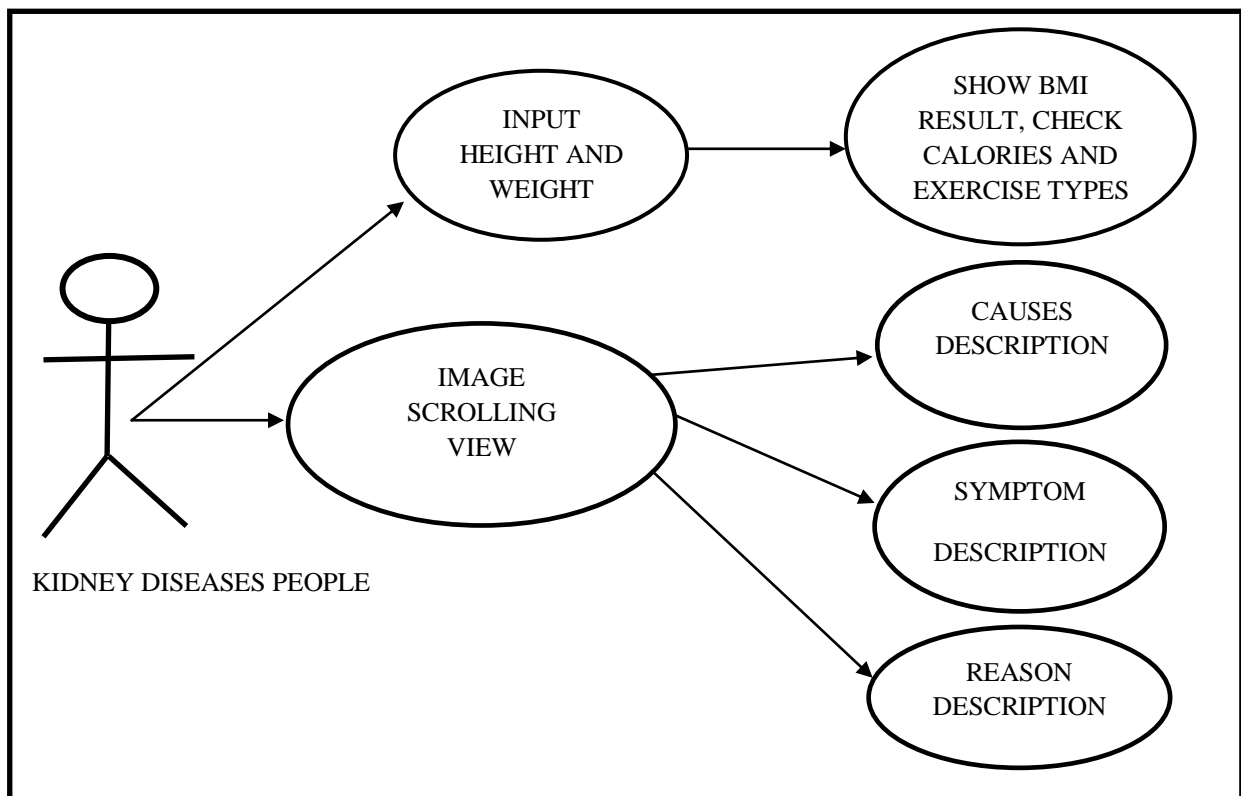 INPUT
HEIGHT AND
WEIGHT
SHOW BMI
RESULT, CHECK
CALORIES AND
EXERCISE TYPES
IMAGE
SCROLLING
VIEW
CAUSES
DESCRIPTION
SYMPTOM
DESCRIPTION
REASON
DESCRIPTION
KIDNEY DISEASES PEOPLE